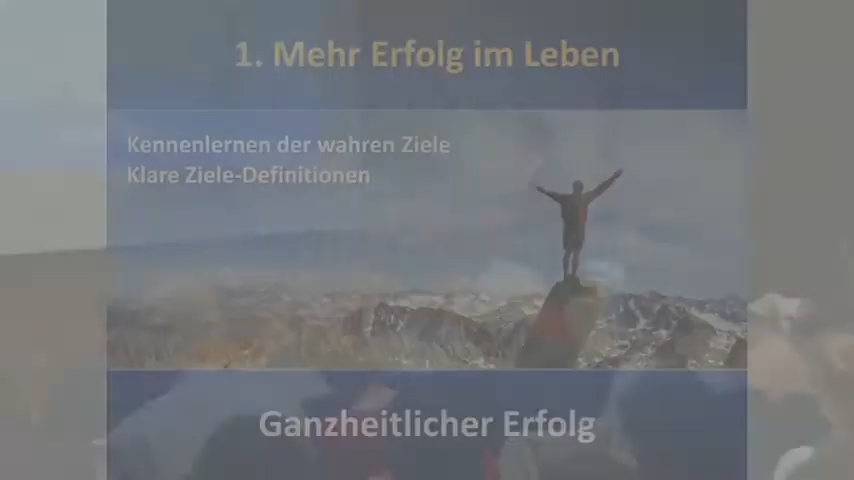 1. Mehr Erfolg im Leben
Kennenlernen der wahren Ziele
Klare Ziele-Definitionen
Ganzheitlicher Erfolg